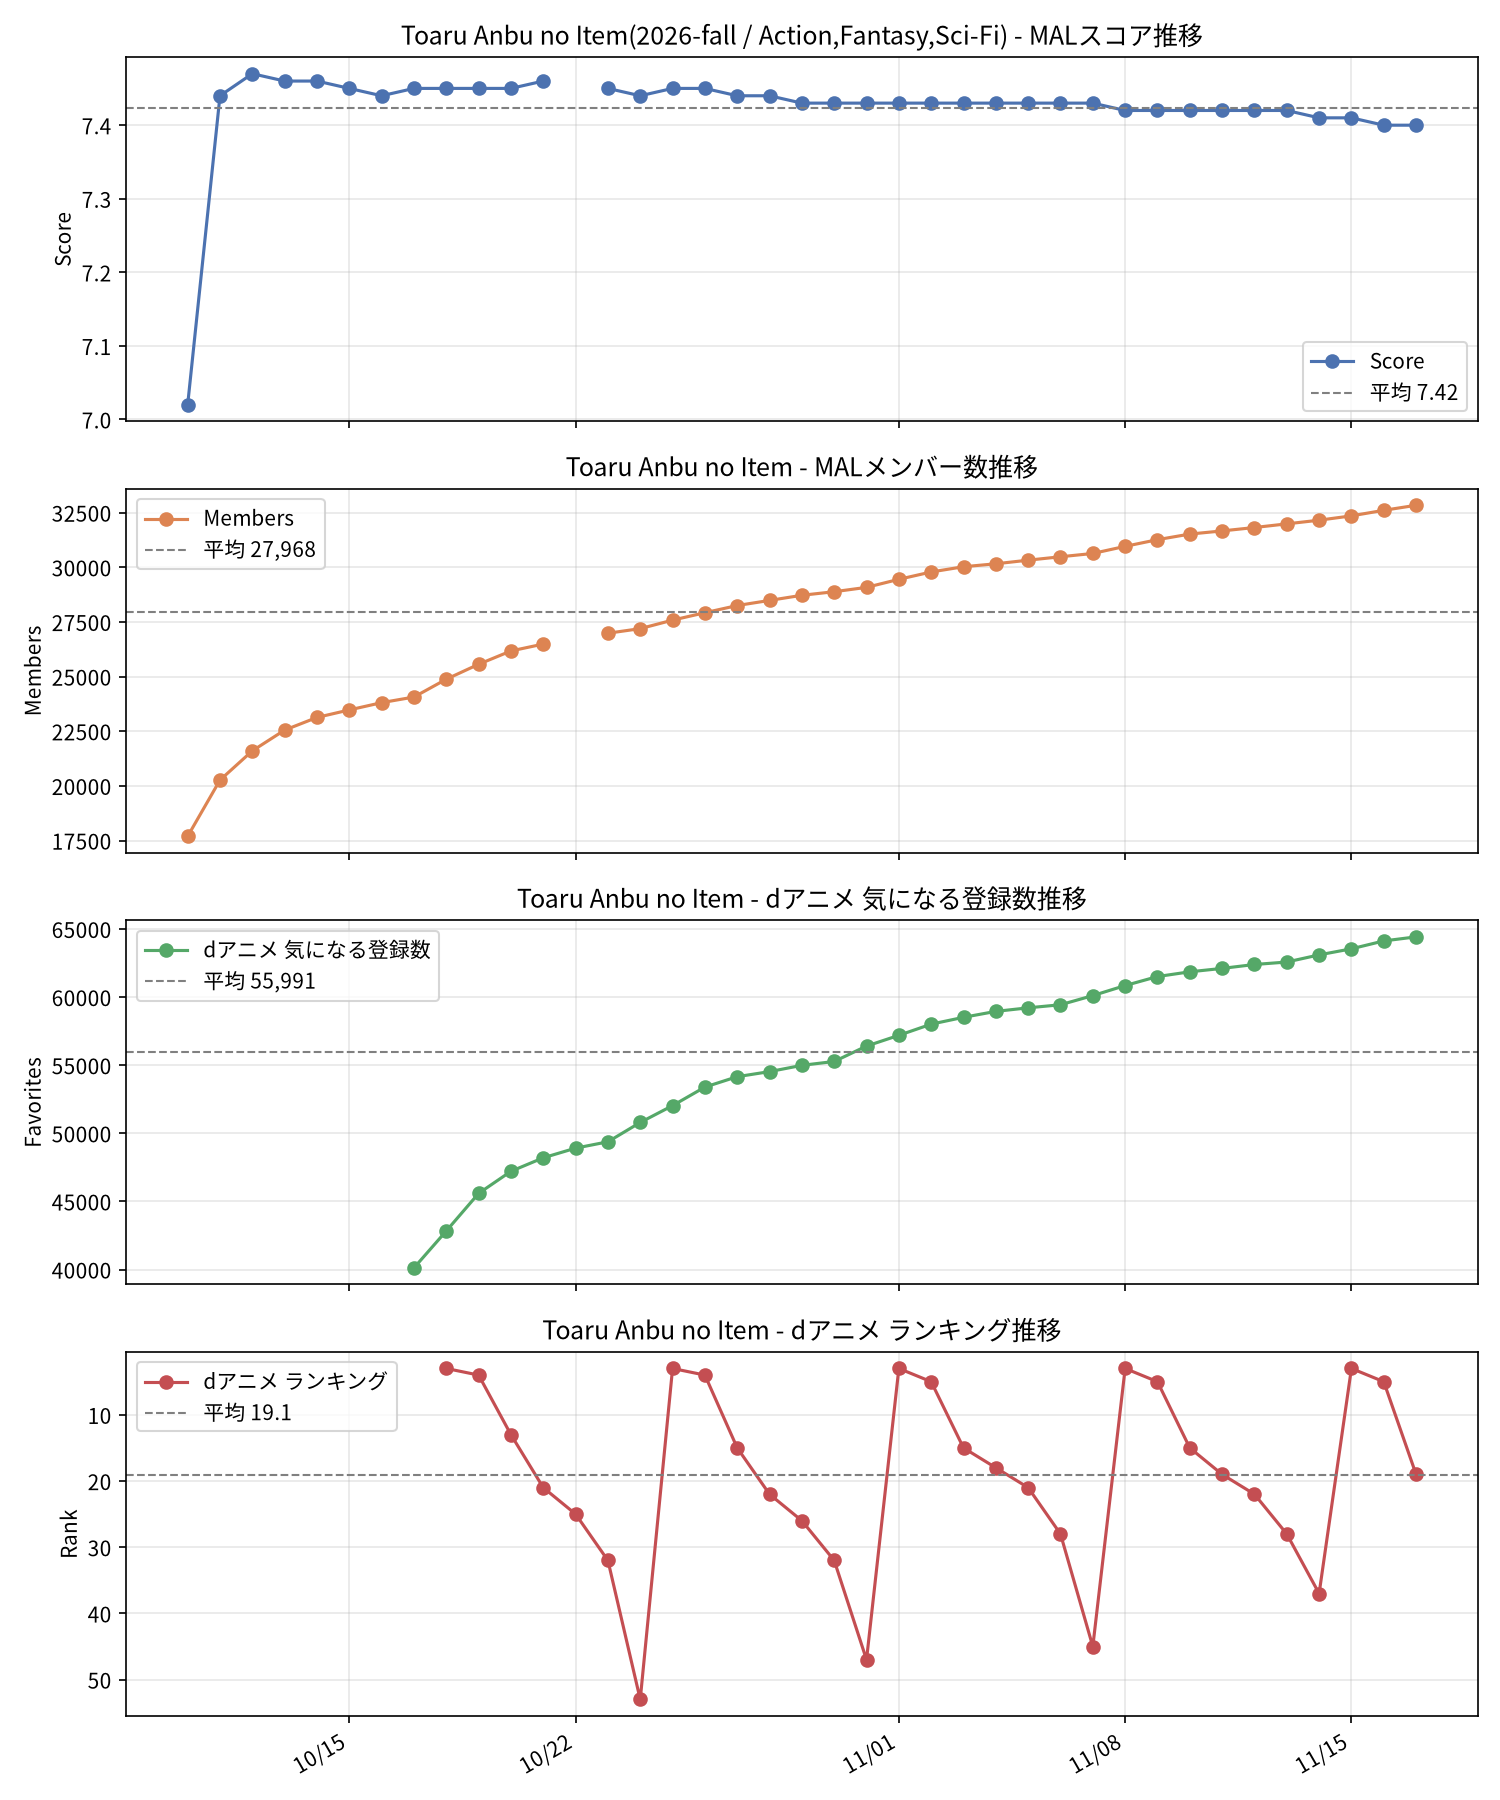 Toaru Anbu no Item(2026-fall / Action,Fantasy,Sci-Fi) - MALスコア推移
Score
7.4
7.3
7.2
7.1
7.0
Score
平均 7.42
Toaru Anbu no Item - MALメンバー数推移
Members
32500
30000
27500
25000
22500
20000
17500
Members
平均 27,968
Toaru Anbu no Item - dアニメ 気になる登録数推移
Favorites
65000
60000
55000
50000
45000
40000
dアニメ 気になる登録数
平均 55,991
Toaru Anbu no Item - dアニメ ランキング推移
Rank
10
20
30
40
50
dアニメ ランキング
平均 19.1
10/15
10/22
11/01
11/08
11/15